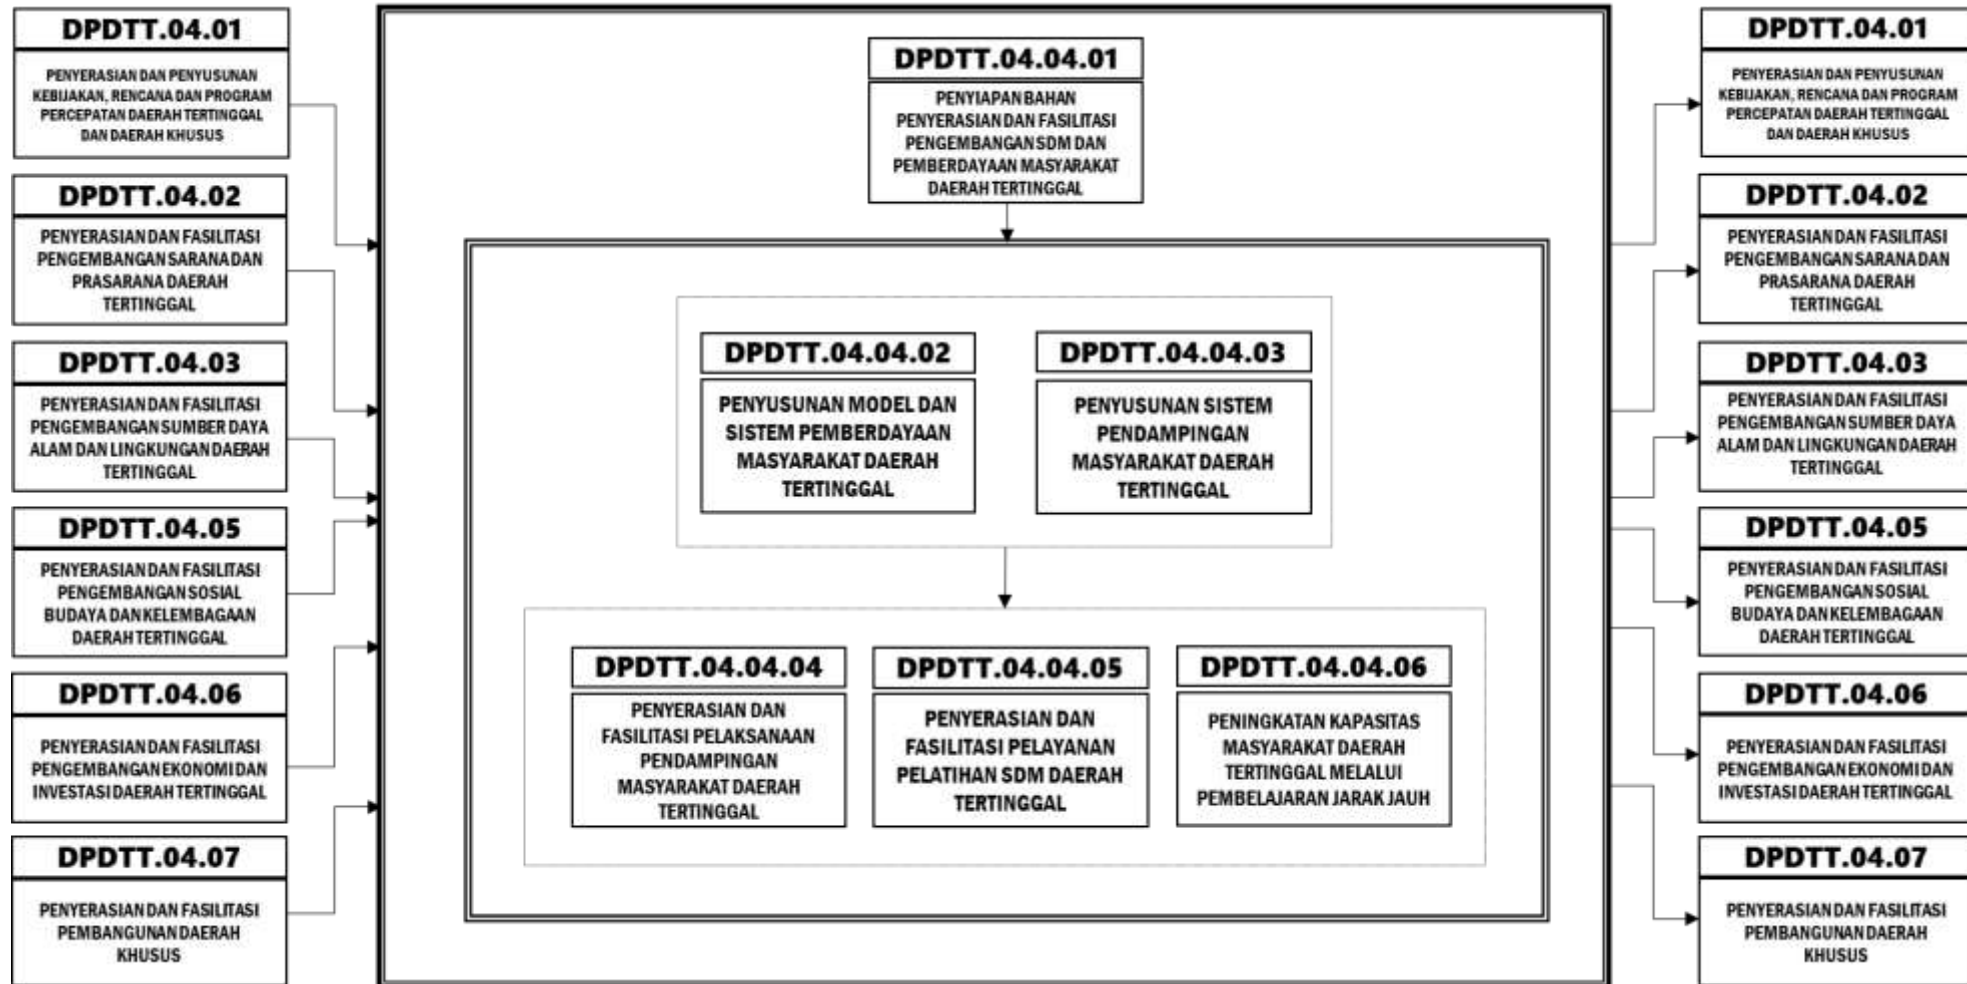 DPDTT.04.01
PENYERASIAN DAN PENYUSUNAN
KEBIJAKAN, RENCANA DAN PROGRAM
PERCEPATAN DAERAH TERTINGGAL
DAN DAERAH KHUSUS
DPDTT.04.02
PENYERASIAN DAN FASILITASI
PENGEMBANGAN SARANA DAN
PRASARANA DAERAH
TERTINGGAL
DPDTT.04.03
PENYERASIAN DAN FASILITASI
PENGEMBANGAN SUMBER DAYA
ALAM DAN LINGKUNGAN DAERAH
TERTINGGAL
DPDTT.04.05
PENYERASIAN DAN FASILITASI
PENGEMBANGAN SOSIAL
BUDAYA DAN KELEMBAGAAN
DAERAH TERTINGGAL
DPDTT.04.06
PENYERASIAN DAN FASILITASI
PENGEMBANGAN EKONOMI DAN
INVESTASI DAERAH TERTINGGAL
DPDTT.04.07
PENYERASIAN DAN FASILITASI
PEMBANGUNAN DAERAH
KHUSUS
DPDTT.04.04.01
PENYIAPAN BAHAN
PENYERASIAN DAN FASILITASI
PENGEMBANGAN SDM DAN
PEMBERDAYAAN MASYARAKAT
DAERAH TERTINGGAL
DPDTT.04.04.02
PENYUSUNAN MODEL DAN
SISTEM PEMBERDAYAAN
MASYARAKAT DAERAH
TERTINGGAL
DPDTT.04.04.03
PENYUSUNAN SISTEM
PENDAMPINGAN
MASYARAKAT DAERAH
TERTINGGAL
DPDTT.04.04.04
PENYERASIAN DAN
FASILITASI PELAKSANAAN
PENDAMPINGAN
MASYARAKAT DAERAH
TERTINGGAL
DPDTT.04.04.05
PENYERASIAN DAN
FASILITASI PELAYANAN
PELATIHAN SDM DAERAH
TERTINGGAL
DPDTT.04.04.06
PENINGKATAN KAPASITAS
MASYARAKAT DAERAH
TERTINGGAL MELALUI
PEMBELAJARAN JARAK JAUH
DPDTT.04.01
PENYERASIAN DAN PENYUSUNAN
KEBIJAKAN, RENCANA DAN PROGRAM
PERCEPATAN DAERAH TERTINGGAL
DAN DAERAH KHUSUS
DPDTT.04.02
PENYERASIAN DAN FASILITASI
PENGEMBANGAN SARANA DAN
PRASARANA DAERAH
TERTINGGAL
DPDTT.04.03
PENYERASIAN DAN FASILITASI
PENGEMBANGAN SUMBER DAYA
ALAM DAN LINGKUNGAN DAERAH
TERTINGGAL
DPDTT.04.05
PENYERASIAN DAN FASILITASI
PENGEMBANGAN SOSIAL
BUDAYA DAN KELEMBAGAAN
DAERAH TERTINGGAL
DPDTT.04.06
PENYERASIAN DAN FASILITASI
PENGEMBANGAN EKONOMI DAN
INVESTASI DAERAH TERTINGGAL
DPDTT.04.07
PENYERASIAN DAN FASILITASI
PEMBANGUNAN DAERAH
KHUSUS